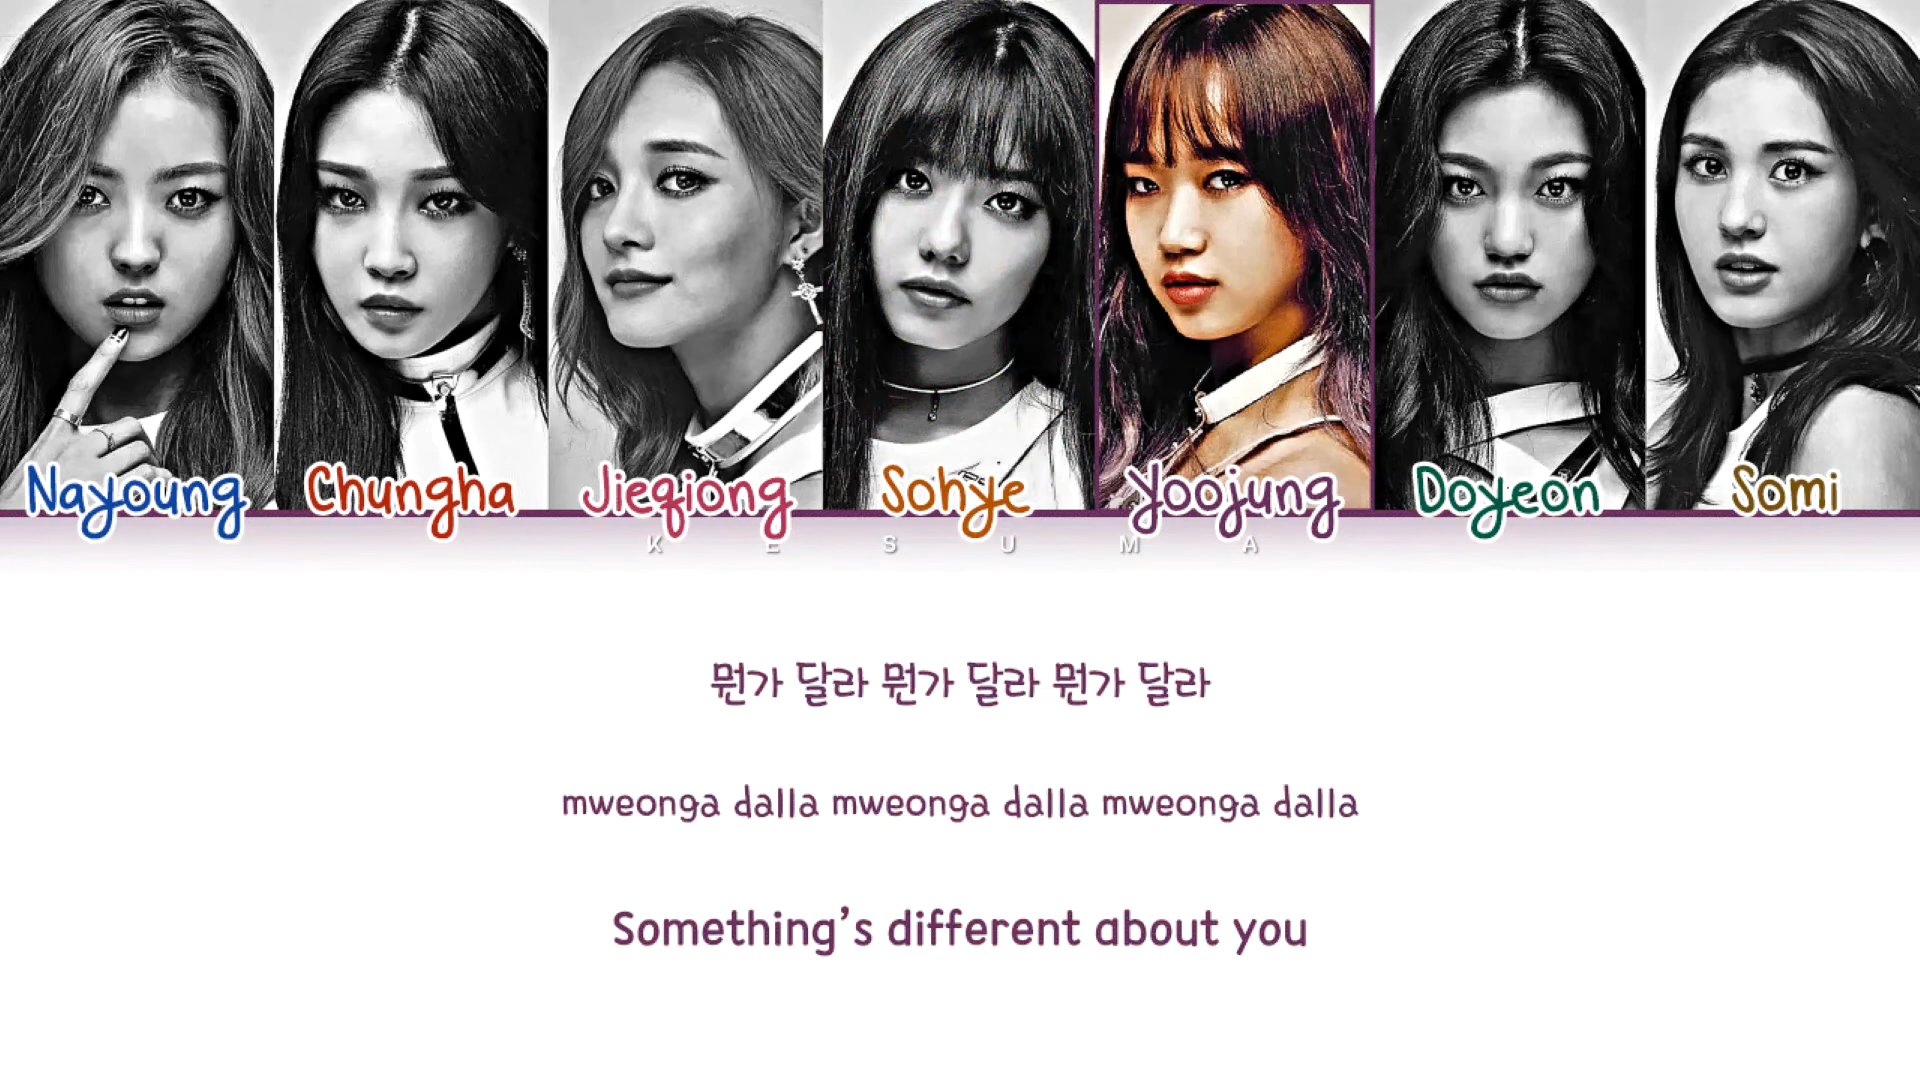 Nayoung Chungha Jieqiong Sohye Yoojung Doyeon Somi
K E S U M A
뭔가 달라 뭔가 달라 뭔가 달라
mweonga dalla mweonga dalla mweonga dalla
Something's different about you